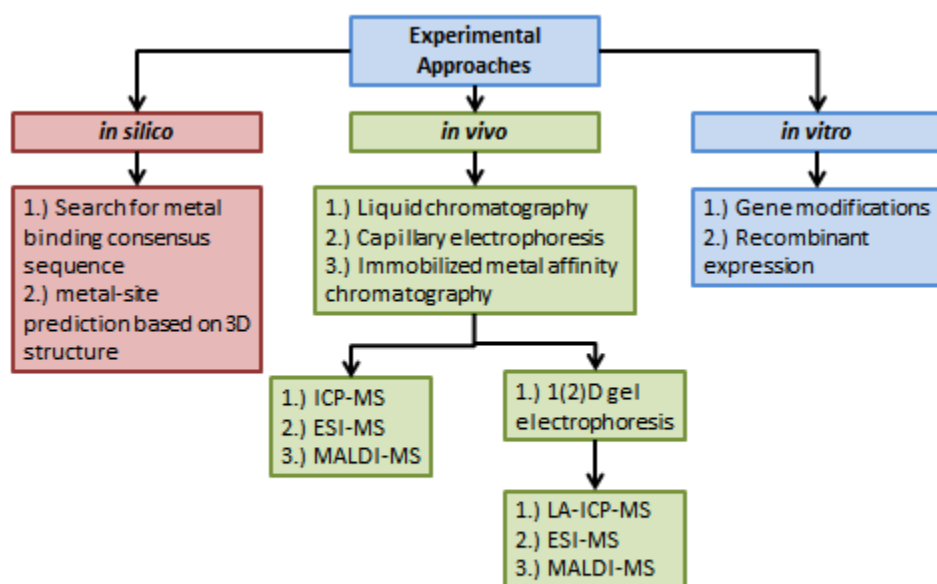 Experimental
Approaches
in silico
in vivo
in vitro
1.) Search for metal
binding consensus
sequence
2.) metal-site
prediction based on 3D
structure
1.) Liquid chromatography
2.) Capillary electrophoresis
3.) Immobilized metal affinity
chromatography
1.) Gene modifications
2.) Recombinant
expression
1.) ICP-MS
2.) ESI-MS
3.) MALDI-MS
1.) 1(2)D gel
electrophoresis
1.) LA-ICP-MS
2.) ESI-MS
3.) MALDI-MS